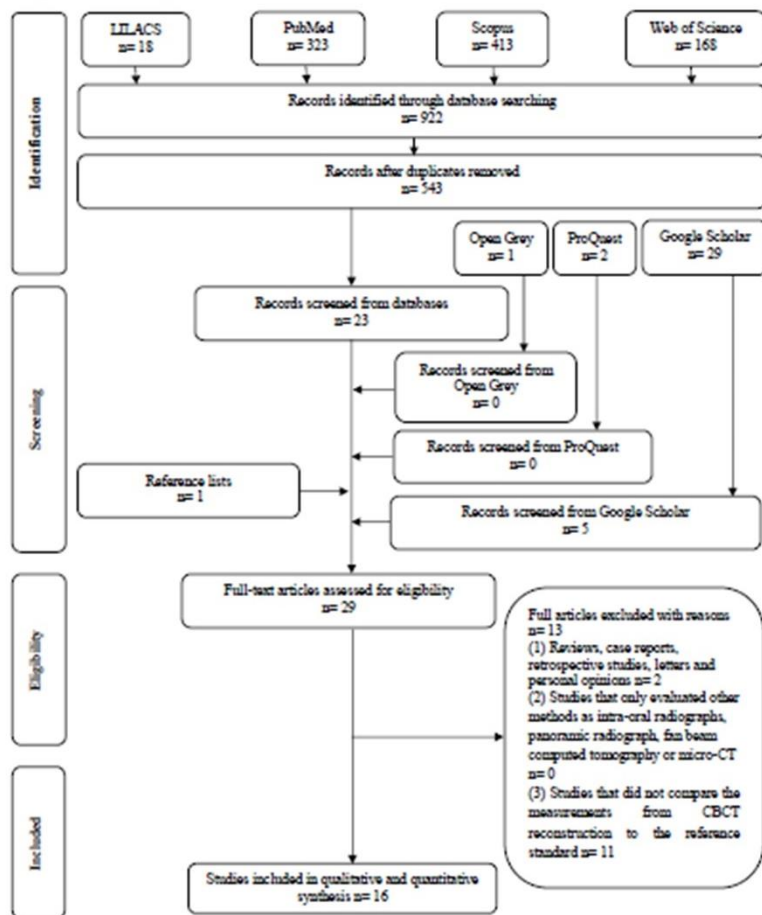 LILACS
n= 18
PubMed
n= 323
Scopus
n= 413
Web of Science
n= 168
Identification
Records identified through database searching
n= 922
Records after duplicates removed
n= 543
Open Grey
n= 1
ProQuest
n= 2
Google Scholar
n= 29
Screening
Records screened from databases
n= 23
Records screened from
Open Grey
n= 0
Records screened from ProQuest
n= 0
Reference lists
n= 1
Records screened from Google Scholar
n= 5
Eligibility
Full-text articles assessed for eligibility
n= 29
Full articles excluded with reasons
n= 13
(1) Reviews, case reports,
retrospective studies, letters and
personal opinions n= 2
(2) Studies that only evaluated other
methods as intra-oral radiographs,
panoramic radiograph, fan beam
computed tomography or micro-CT
n= 0
(3) Studies that did not compare the
measurements from CBCT
reconstruction to the reference
standard n= 11
Included
Studies included in qualitative and quantitative
synthesis n= 16